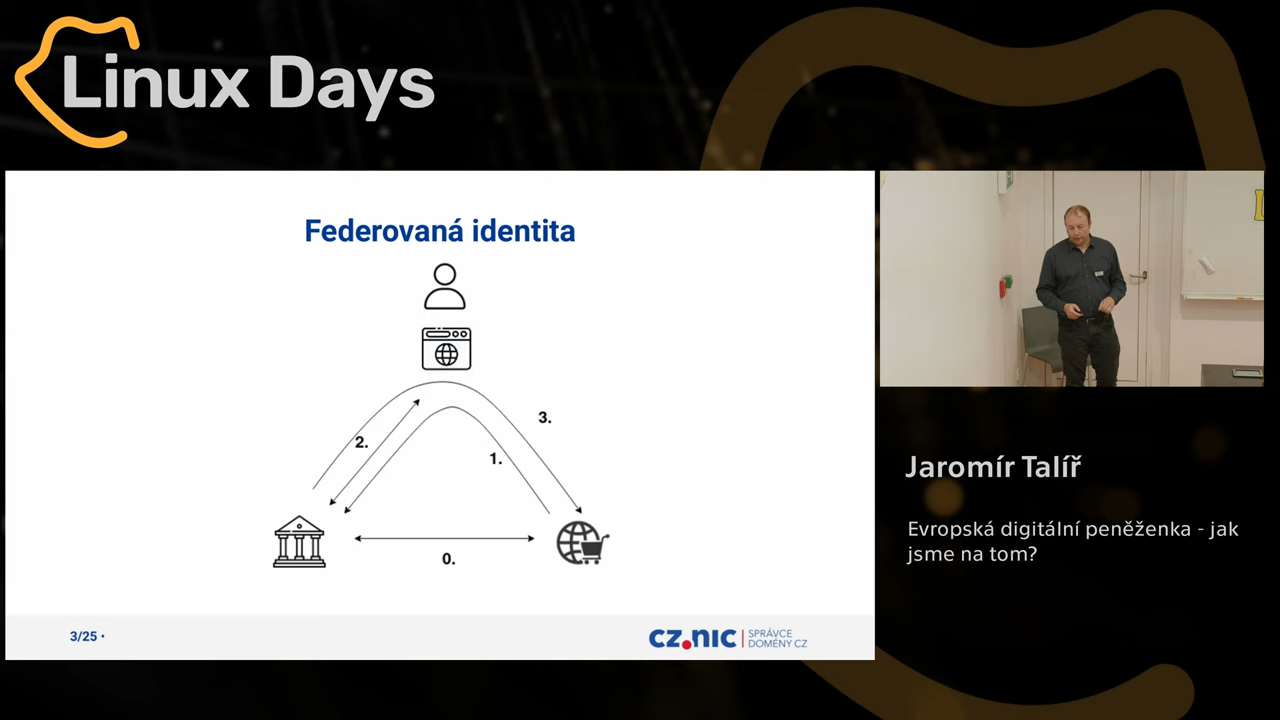 Linux Days
Federovaná identita
3.
2.
1.
0.
3/25 •
cz.nic
SPRÁVCE
DOMÉNY CZ
Jaromír Talíř
Evropská digitální peněženka - jak
jsme na tom?